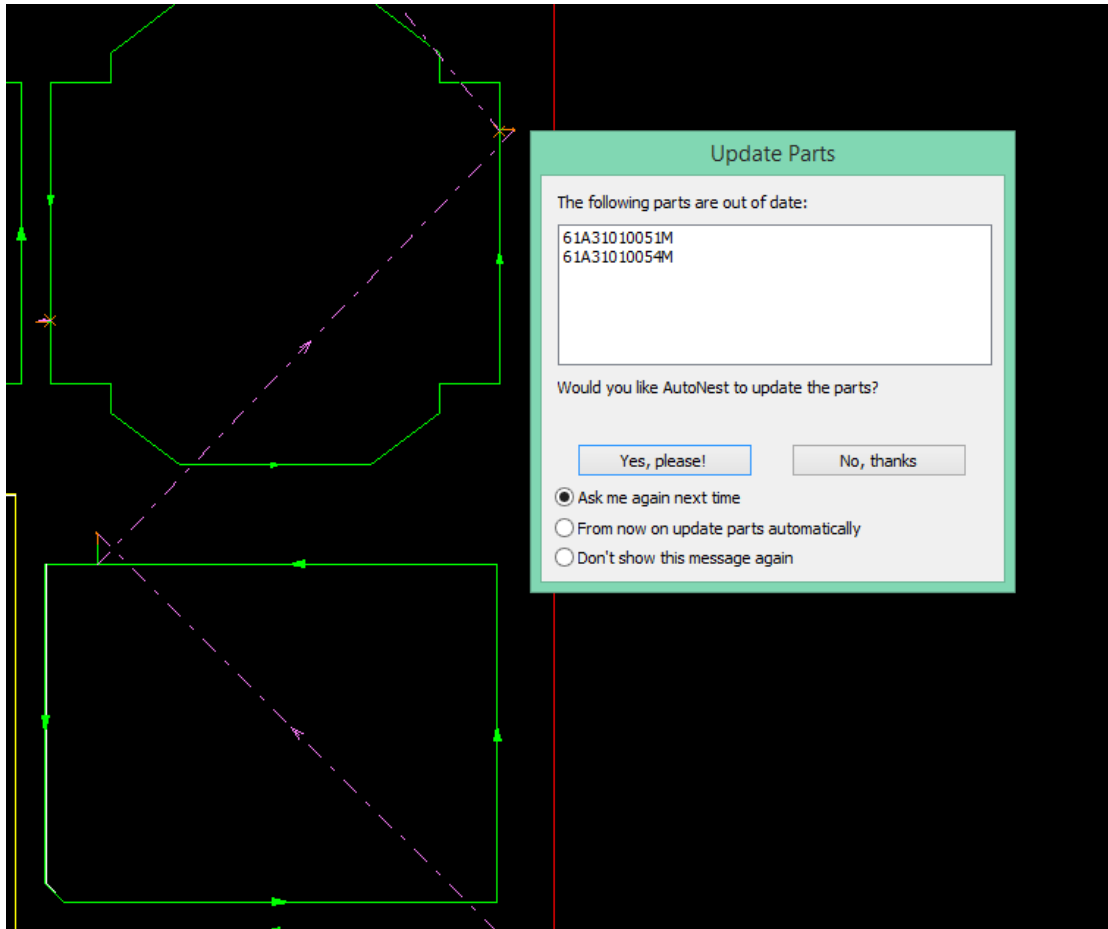 Update Parts
The following parts are out of date:
61A31010051M
61A31010054M
Would you like AutoNest to update the parts?
Yes, please!
No, thanks
Ask me again next time
From now on update parts automatically
Don't show this message again